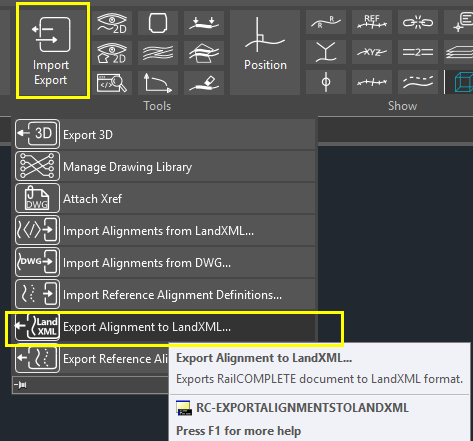 2D
R
R
REF
Import
Export
2D
Position
XYZ
=2=
Tools
Show
3D
Export 3D
Manage Drawing Library
DWG
Attach Xref
Import Alignments from LandXML...
DWG
Import Alignments from DWG...
Import Reference Alignment Definitions...
Land
XML
Export Alignment to LandXML...
Export Reference Ali
Export Alignment to LandXML...
Exports RailCOMPLETE document to LandXML format.
RC-EXPORTALIGNMENTSTOLANDXML
Press F1 for more help